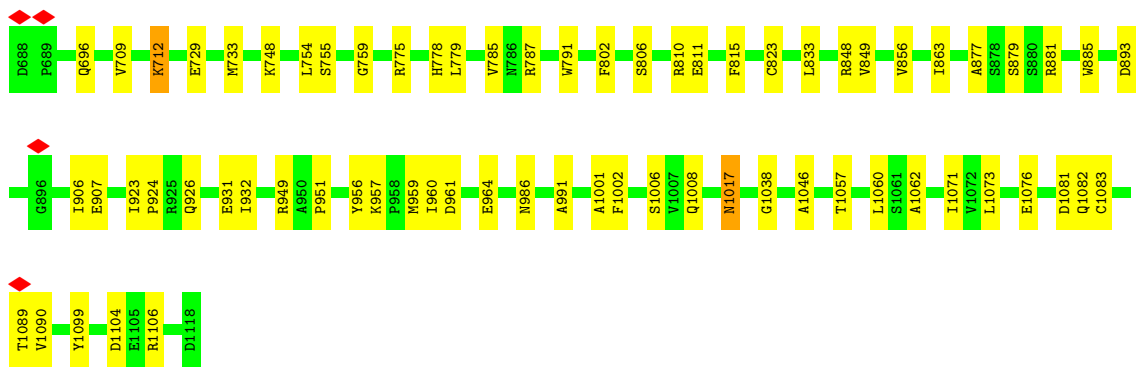 D688 P689 Q696 V709 K712 E729 M733 K748 L754 S755 G759 R775 H778 L779 V785 N786 R787 W791 F802 S806 R810 E811 F815 C823 L833 R848 V849 V856 I863 A877 S878 S879 S880 R881 W885 D893
G896 I906 E907 I923 P924 R925 Q926 E931 I932 R949 A950 P951 Y956 K957 P958 M959 I960 D961 E964 N986 A991 A1001 F1002 S1006 V1007 Q1008 N1017 G1038 A1046 T1057 L1060 S1061 A1062 I1071 V1072 L1073 E1076 D1081 Q1082 C1083
T1089 V1090 Y1099 D1104 E1105 R1106 D1118